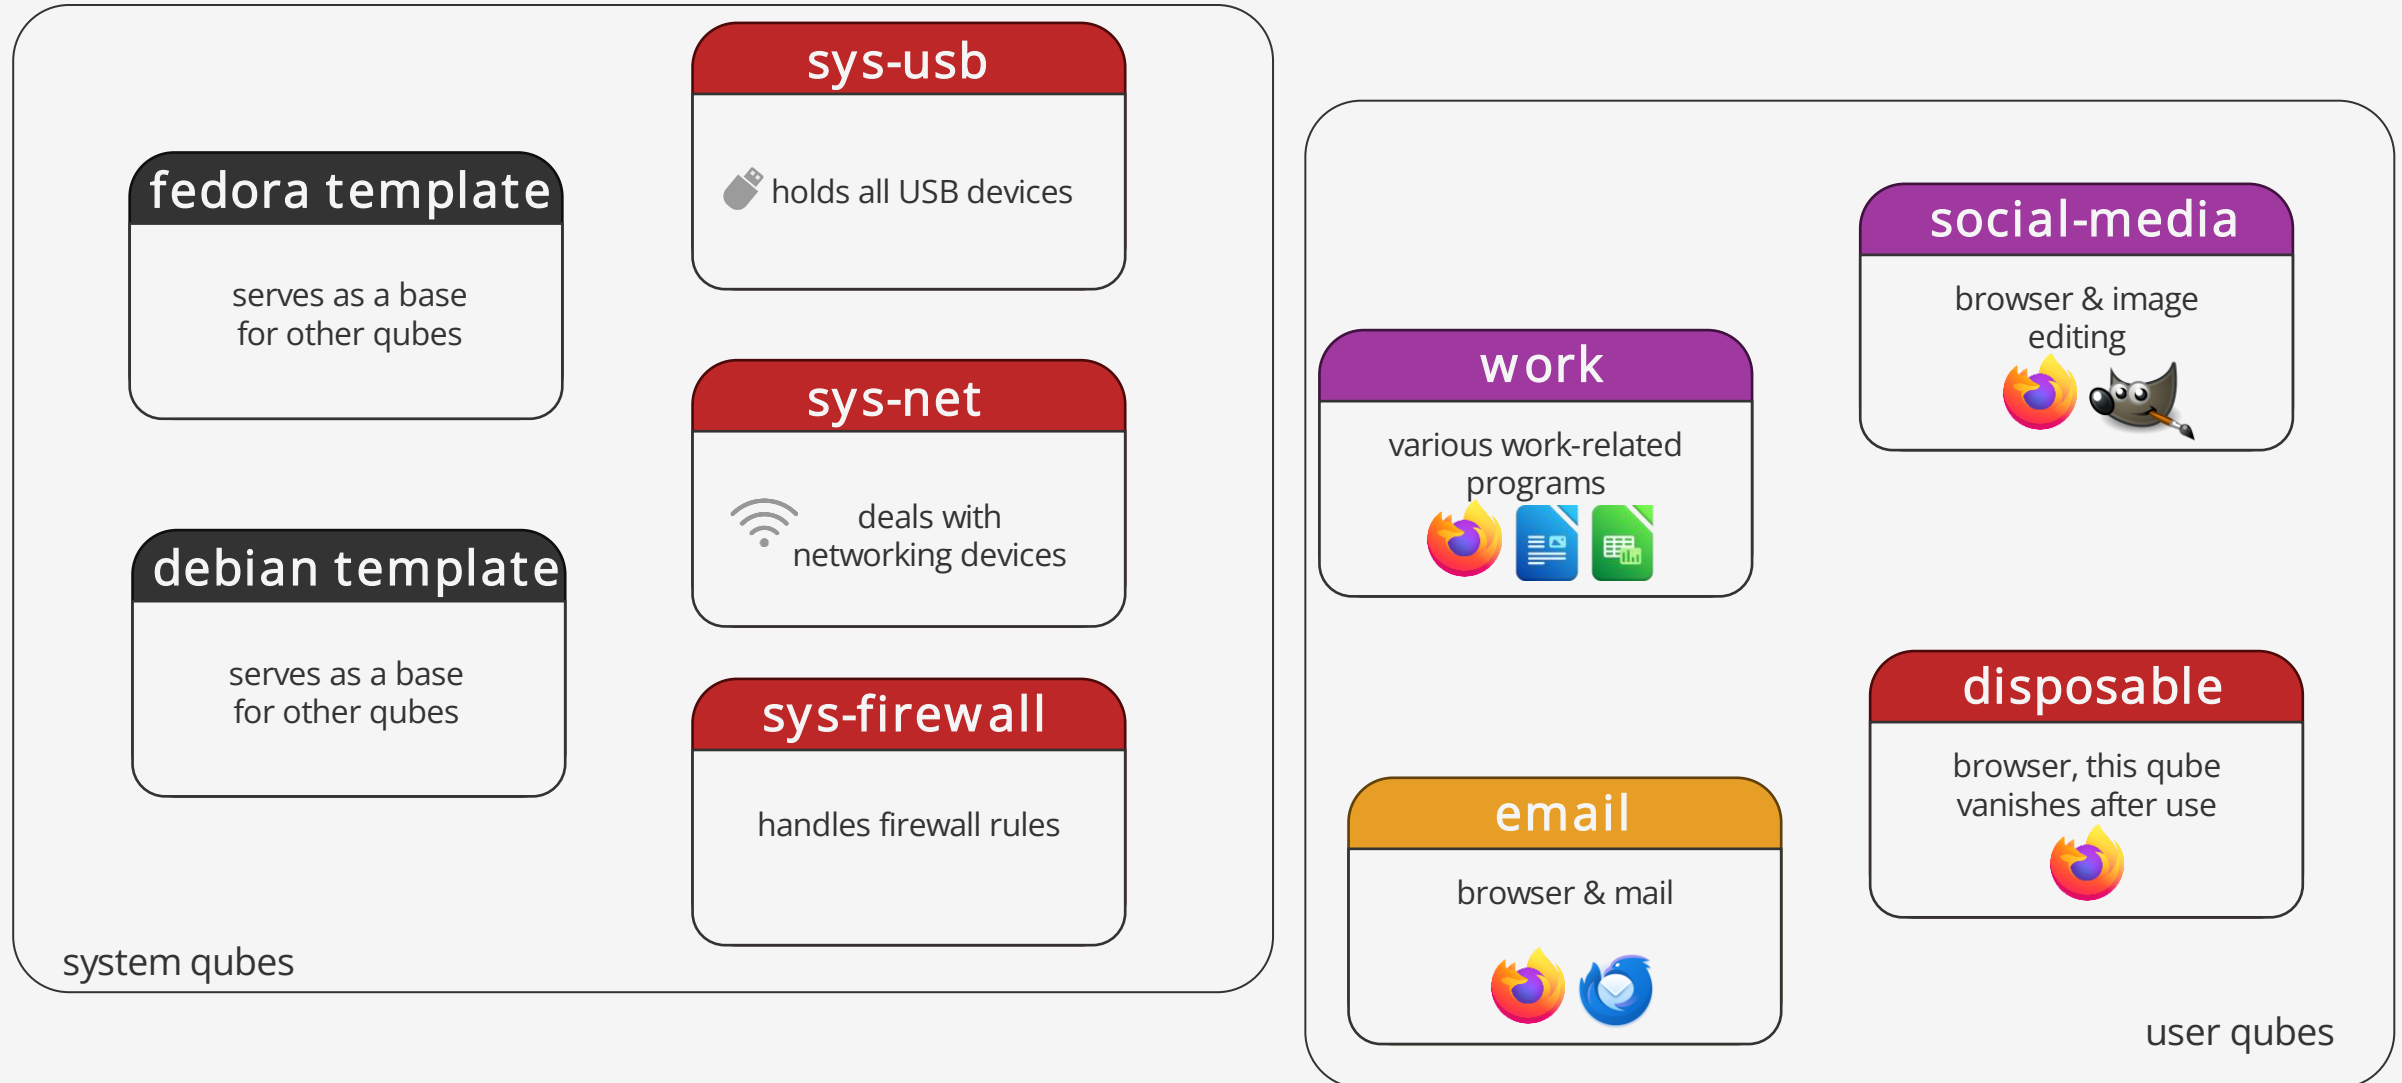 fedora template
serves as a base
for other qubes
debian template
serves as a base
for other qubes
sys-usb
holds all USB devices
sys-net
deals with
networking devices
sys-firewall
handles firewall rules
system qubes
work
various work-related
programs
social-media
browser & image
editing
email
browser & mail
disposable
browser, this qube
vanishes after use
user qubes